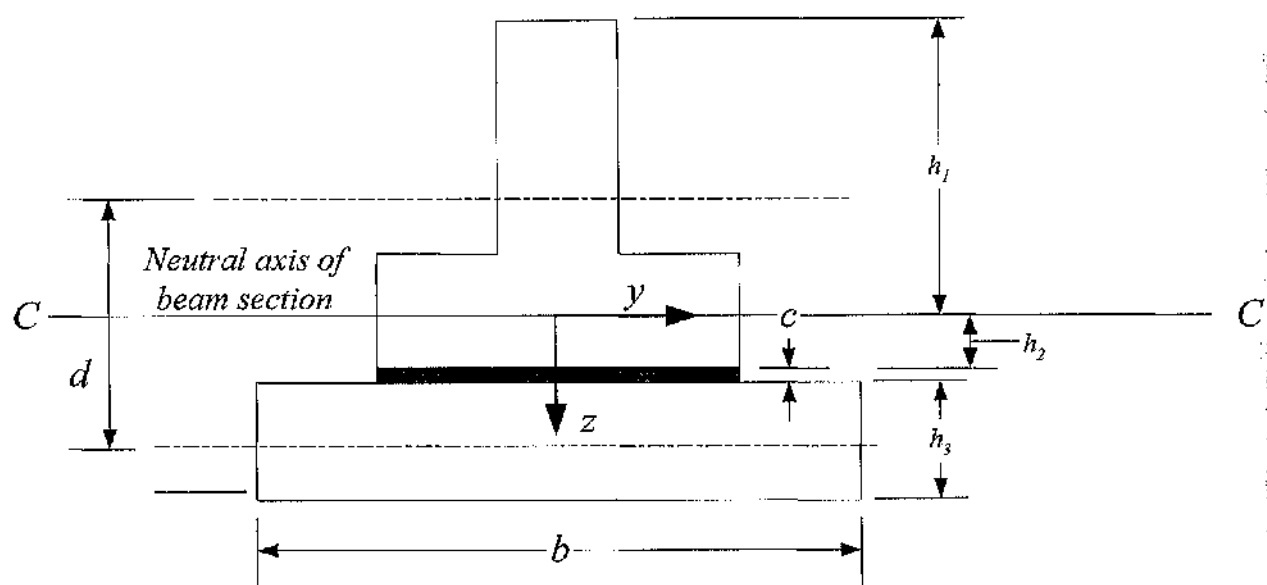 h₁
Neutral axis of
beam section
C
y
c
C
h₂
d
z
h₃
b